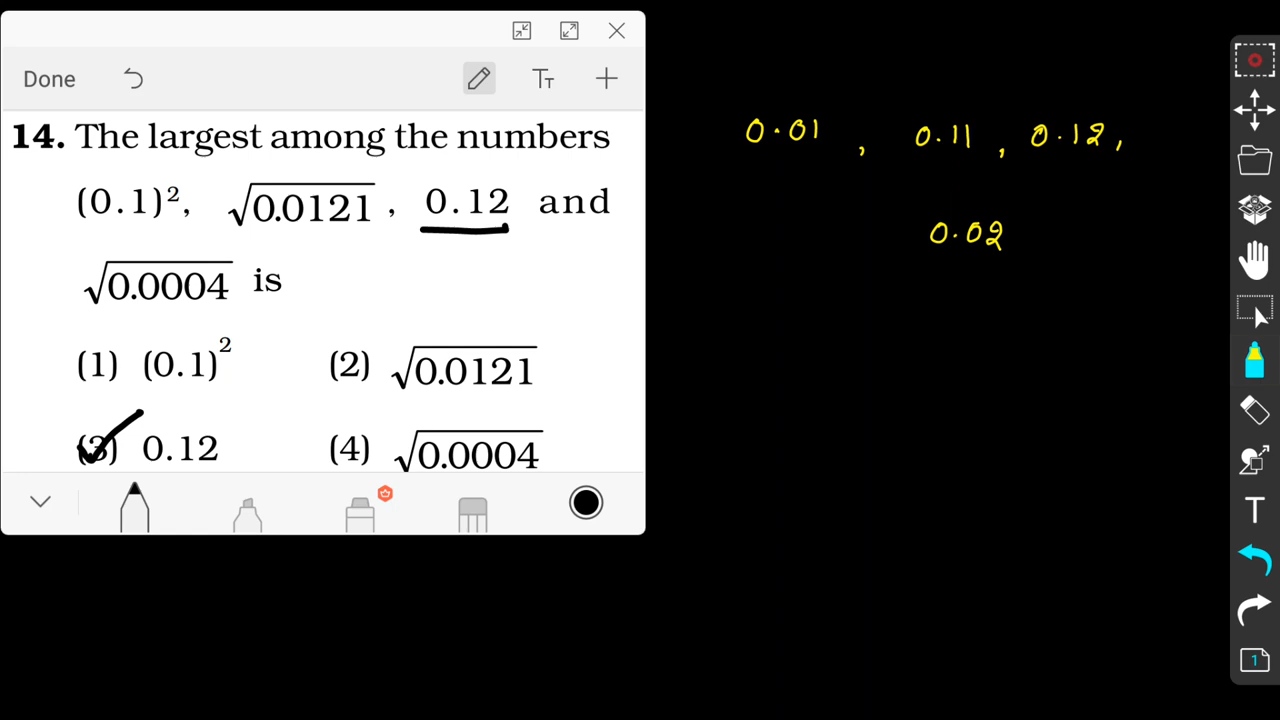 Done
14. The largest among the numbers
(0.1)², √0.0121, 0.12 and
√0.0004 is
(1) (0.1)² (2) √0.0121
(3) 0.12 (4) √0.0004
0.01, 0.11, 0.12,
0.02
Tт
T
1